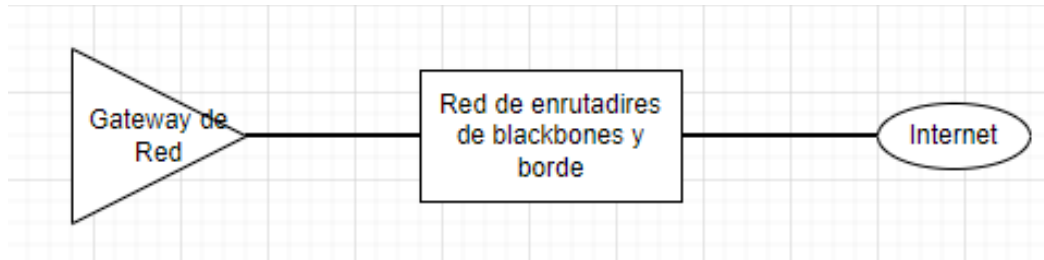 Gateway de
Red
Red de enrutadires
de blackbones y
borde
Internet